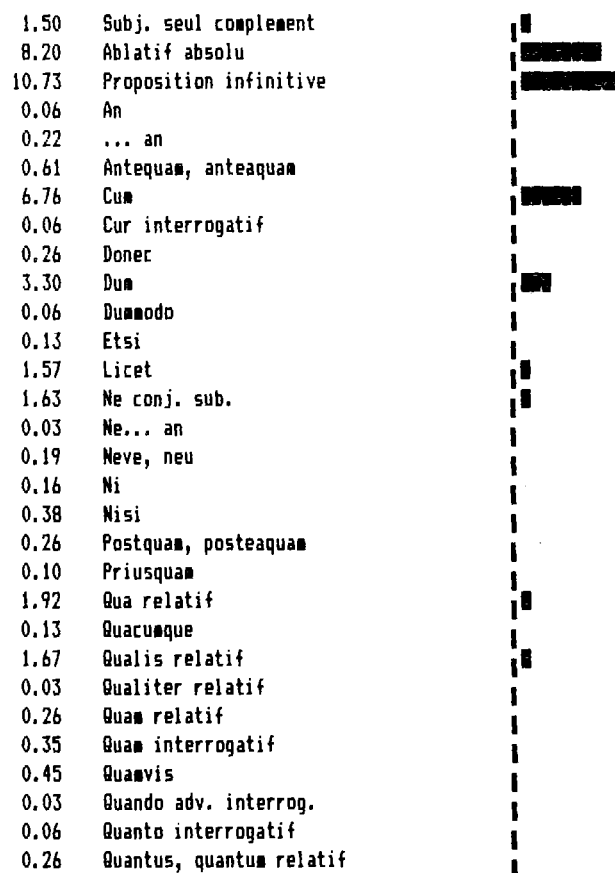 1.50 Subj. seul complement
8.20 Ablatif absolu
10.73 Proposition infinitive
0.06 An
0.22 ... an
0.61 Antequam, anteaquam
6.76 Cum
0.06 Cur interrogatif
0.26 Donec
3.30 Dum
0.06 Dummodo
0.13 Etsi
1.57 Licet
1.63 Ne conj. sub.
0.03 Ne... an
0.19 Neve, neu
0.16 Ni
0.38 Nisi
0.26 Postquam, posteaquam
0.10 Priusquam
1.92 Qua relatif
0.13 Quacumque
1.67 Qualis relatif
0.03 Qualiter relatif
0.26 Quam relatif
0.35 Quam interrogatif
0.45 Quamvis
0.03 Quando adv. interrog.
0.06 Quanto interrogatif
0.26 Quantus, quantum relatif